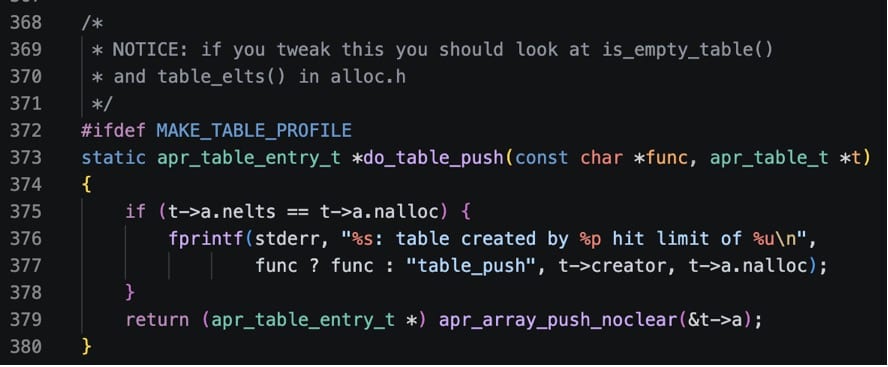 368 /*
369 * NOTICE: if you tweak this you should look at is_empty_table()
370 * and table_elts() in alloc.h
371 */
372 #ifdef MAKE_TABLE_PROFILE
373 static apr_table_entry_t *do_table_push(const char *func, apr_table_t *t)
374 {
375 if (t->a.nelts == t->a.nalloc) {
376 fprintf(stderr, "%s: table created by %p hit limit of %u\n",
377 func ? func : "table_push", t->creator, t->a.nalloc);
378 }
379 return (apr_table_entry_t *) apr_array_push_noclear(&t->a);
380 }